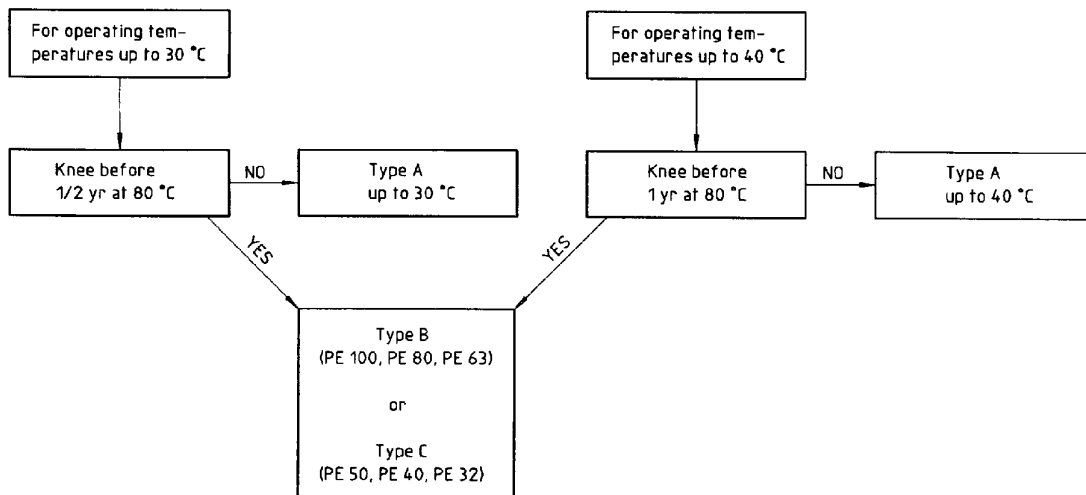 For operating tem-
peratures up to 30 °C
For operating tem-
peratures up to 40 °C
Knee before
1/2 yr at 80 °C
NO
Type A
up to 30 °C
Knee before
1 yr at 80 °C
NO
Type A
up to 40 °C
YES
YES
Type B
(PE 100, PE 80, PE 63)
or
Type C
(PE 50, PE 40, PE 32)